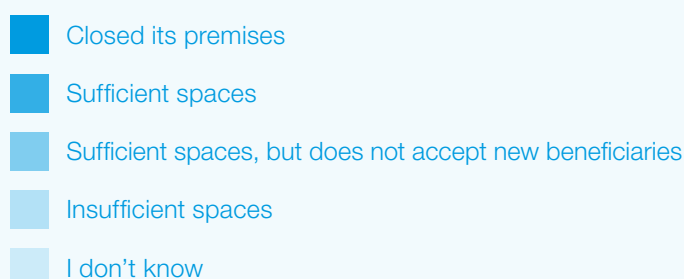 Closed its premises
Sufficient spaces
Sufficient spaces, but does not accept new beneficiaries
Insufficient spaces
I don’t know